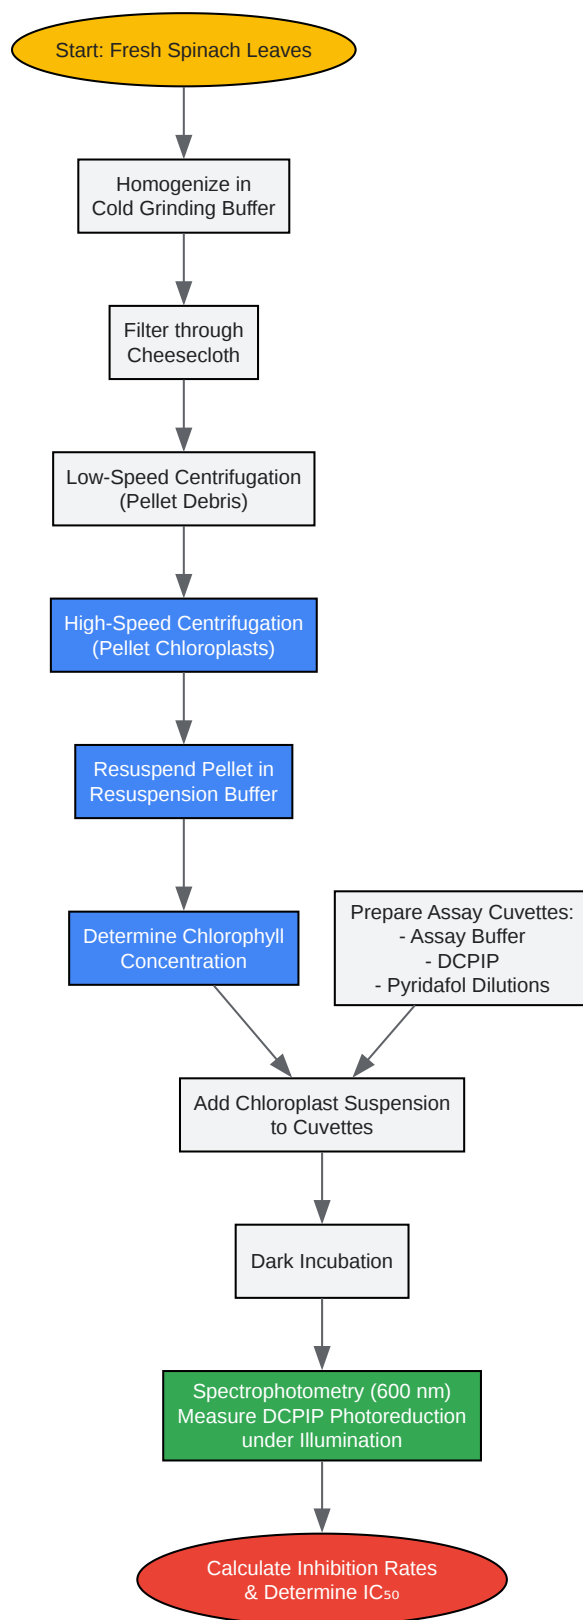 Start: Fresh Spinach Leaves
Homogenize in
Cold Grinding Buffer
Filter through
Cheesecloth
Low-Speed Centrifugation
(Pellet Debris)
High-Speed Centrifugation
(Pellet Chloroplasts)
Resuspend Pellet in
Resuspension Buffer
Determine Chlorophyll
Concentration
Prepare Assay Cuvettes:
- Assay Buffer
- DCPIP
- Pyridafol Dilutions
Add Chloroplast Suspension
to Cuvettes
Dark Incubation
Spectrophotometry (600 nm)
Measure DCPIP Photoreduction
under Illumination
Calculate Inhibition Rates
& Determine IC₅₀